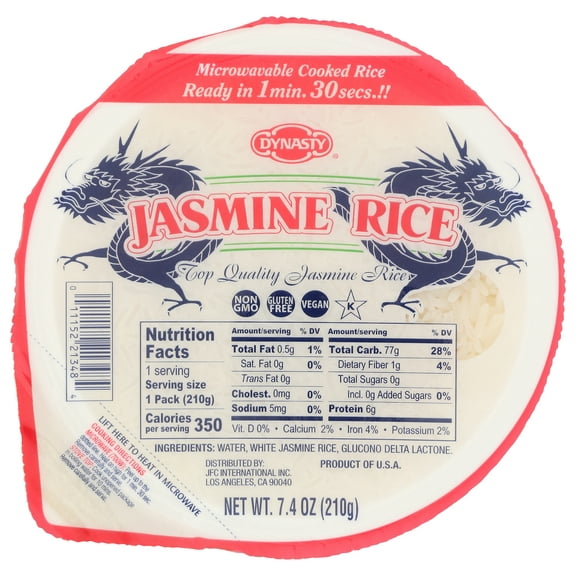 Microwavable Cooked Rice
Ready in 1 min. 30 secs.!!
DYNASTY
®
JASMINE RICE
Top Quality Jasmine Rice
NON GMO
GLUTEN FREE
VEGAN
K
Nutrition Facts
1 serving
Serving size
1 Pack (210g)
Calories per serving 350
Amount/serving % DV
Total Fat 0.5g 1%
Sat. Fat 0g 0%
Trans Fat 0g
Cholest. 0mg 0%
Sodium 5mg 0%
Amount/serving % DV
Total Carb. 77g 28%
Dietary Fiber 1g 4%
Total Sugars 0g
Incl. 0g Added Sugars 0%
Protein 6g
Vit. D 0% • Calcium 2% • Iron 4% • Potassium 2%
INGREDIENTS: WATER, WHITE JASMINE RICE, GLUCONO DELTA LACTONE.
DISTRIBUTED BY:
JFC INTERNATIONAL INC.
LOS ANGELES, CA 90040
PRODUCT OF U.S.A.
NET WT. 7.4 OZ (210g)
0 11152 21348 4
LIFT HERE TO HEAT IN MICROWAVE
COOKING DIRECTIONS